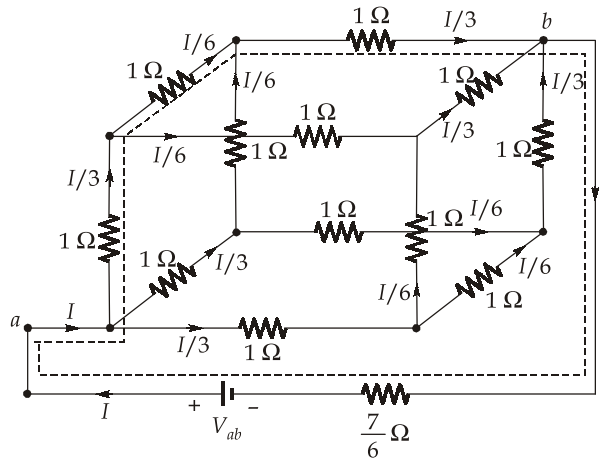 1 Ω I/3 b
I/6
1 Ω 1 Ω
I/6 I/3
1 Ω
I/3
I/6 1 Ω 1 Ω
I/3
1 Ω 1 Ω I/6
1 Ω
1 Ω I/3 I/6
I/6 1 Ω
a I
I/3
1 Ω
I + − 
V_ab
7/6 Ω